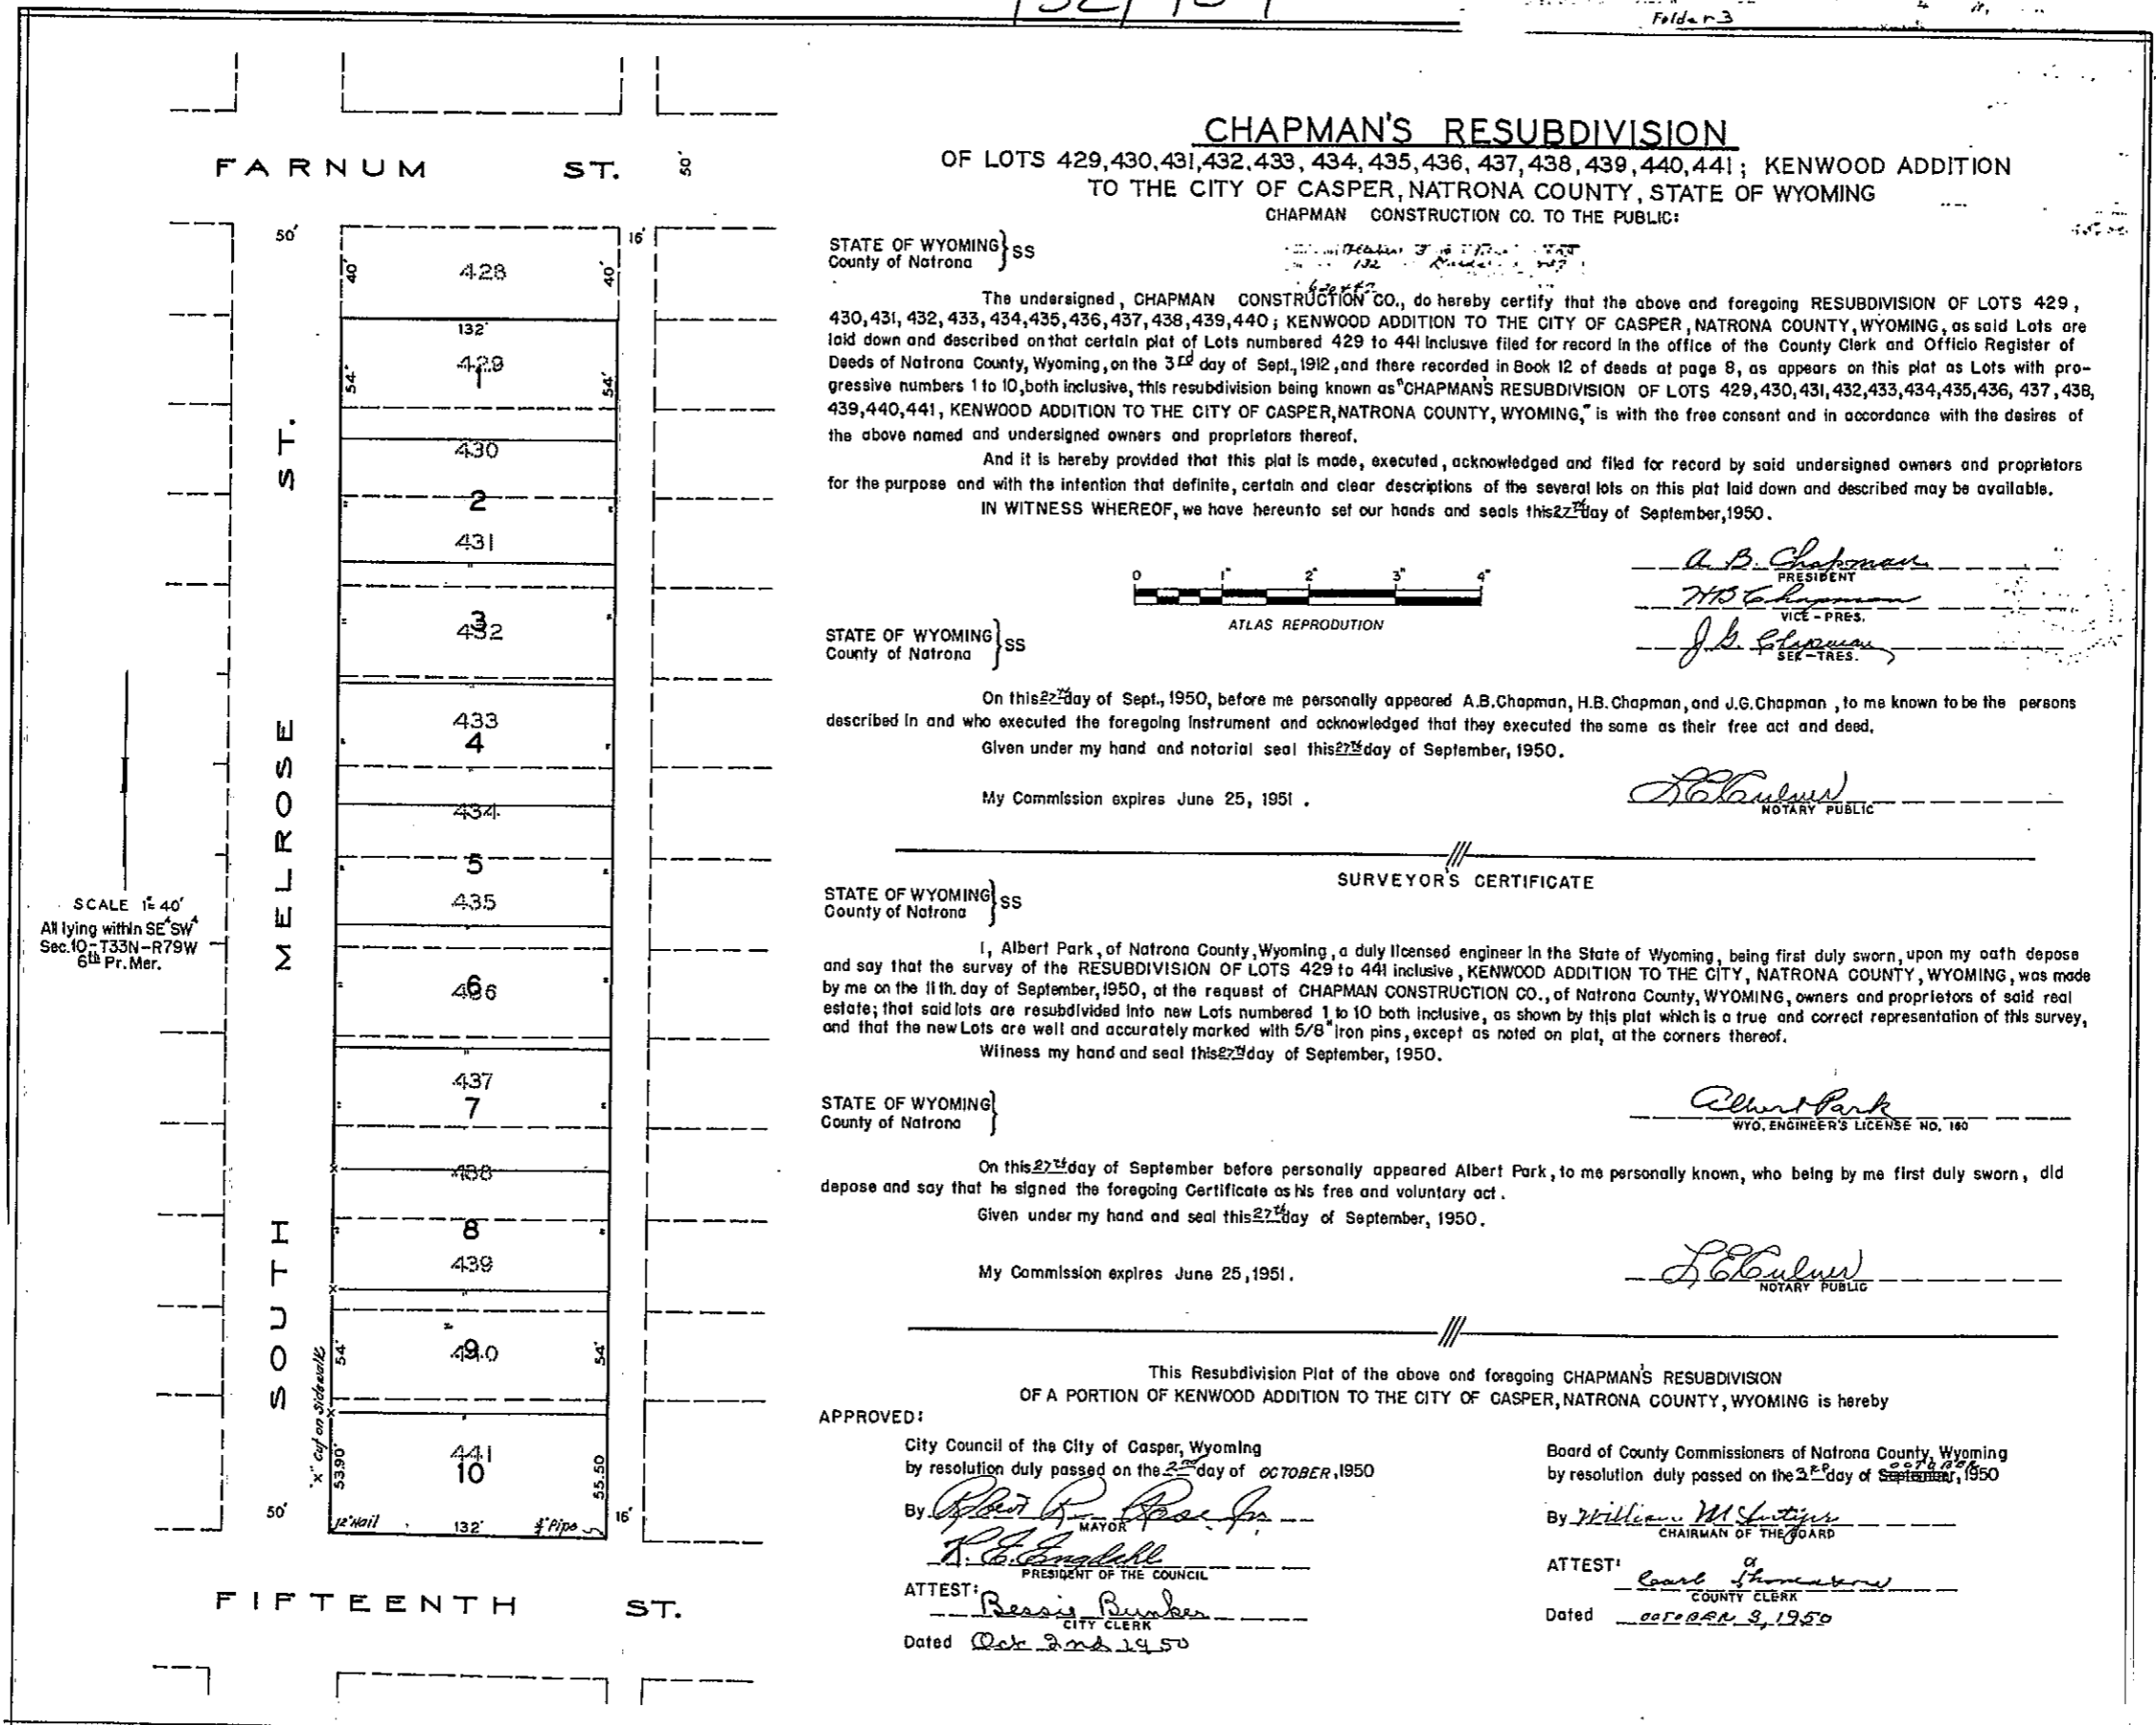 Folder 3
FARNUM ST.
50'
50'
16'
40'
428
40'
132'
54'
429
1
54'
430
2
431
3
432
433
4
434
5
435
6
436
437
7
438
8
439
54'
9
440
54'
53.90'
441
10
55.50
"x" cut on Sidewalk
50'
12" Nail
132'
16'
SOUTH MELROSE ST.
FIFTEENTH ST.
SCALE 1"=40'
All lying within SE⁴SW⁴
Sec.10-T33N-R79W
6th Pr. Mer.
CHAPMAN'S RESUBDIVISION
OF LOTS 429,430,431,432,433,434,435,436,437,438,439,440,441; KENWOOD ADDITION
TO THE CITY OF CASPER, NATRONA COUNTY, STATE OF WYOMING
CHAPMAN CONSTRUCTION CO. TO THE PUBLIC:
STATE OF WYOMING } SS
County of Natrona
The undersigned, CHAPMAN CONSTRUCTION CO., do hereby certify that the above and foregoing RESUBDIVISION OF LOTS 429,
430,431,432,433,434,435,436,437,438,439,440; KENWOOD ADDITION TO THE CITY OF CASPER, NATRONA COUNTY, WYOMING, as said Lots are
laid down and described on that certain plat of Lots numbered 429 to 441 Inclusive filed for record in the office of the County Clerk and Officio Register of
Deeds of Natrona County, Wyoming, on the 3rd day of Sept., 1912, and there recorded in Book 12 of deeds at page 8, as appears on this plat as Lots with pro-
gressive numbers 1 to 10, both inclusive, this resubdivision being known as "CHAPMAN'S RESUBDIVISION OF LOTS 429,430,431,432,433,434,435,436,437,438,
439,440,441, KENWOOD ADDITION TO THE CITY OF CASPER, NATRONA COUNTY, WYOMING," is with the free consent and in accordance with the desires of
the above named and undersigned owners and proprietors thereof.
And it is hereby provided that this plat is made, executed, acknowledged and filed for record by said undersigned owners and proprietors
for the purpose and with the intention that definite, certain and clear descriptions of the several lots on this plat laid down and described may be available.
IN WITNESS WHEREOF, we have hereunto set our hands and seals this 27th day of September, 1950.
0 1" 2" 3" 4"
ATLAS REPRODUTION
A. B. Chapman
PRESIDENT
H B Chapman
VICE-PRES.
J. G. Chapman
SEC-TRES.
STATE OF WYOMING } SS
County of Natrona
On this 27th day of Sept., 1950, before me personally appeared A.B. Chapman, H.B. Chapman, and J.G. Chapman, to me known to be the persons
described in and who executed the foregoing instrument and acknowledged that they executed the same as their free act and deed.
Given under my hand and notorial seal this 27th day of September, 1950.
My Commission expires June 25, 1951.
NOTARY PUBLIC
SURVEYOR'S CERTIFICATE
STATE OF WYOMING } SS
County of Natrona
I, Albert Park, of Natrona County, Wyoming, a duly licensed engineer in the State of Wyoming, being first duly sworn, upon my oath depose
and say that the survey of the RESUBDIVISION OF LOTS 429 to 441 inclusive, KENWOOD ADDITION TO THE CITY, NATRONA COUNTY, WYOMING, was made
by me on the 11th. day of September, 1950, at the request of CHAPMAN CONSTRUCTION CO., of Natrona County, WYOMING, owners and proprietors of said real
estate; that said lots are resubdivided into new Lots numbered 1 to 10 both inclusive, as shown by this plat which is a true and correct representation of this survey,
and that the new Lots are well and accurately marked with 5/8" iron pins, except as noted on plat, at the corners thereof.
Witness my hand and seal this 27th day of September, 1950.
STATE OF WYOMING }
County of Natrona
Albert Park
WYO. ENGINEER'S LICENSE NO. 160
On this 27th day of September before personally appeared Albert Park, to me personally known, who being by me first duly sworn, did
depose and say that he signed the foregoing Certificate as his free and voluntary act.
Given under my hand and seal this 27th day of September, 1950.
My Commission expires June 25, 1951.
NOTARY PUBLIC
This Resubdivision Plat of the above and foregoing CHAPMAN'S RESUBDIVISION
OF A PORTION OF KENWOOD ADDITION TO THE CITY OF CASPER, NATRONA COUNTY, WYOMING is hereby
APPROVED:
City Council of the City of Casper, Wyoming
by resolution duly passed on the 2nd day of OCTOBER, 1950
By Robert R. Rose Jr.
MAYOR
PRESIDENT OF THE COUNCIL
ATTEST: Bessie Bunker
CITY CLERK
Dated Oct 2nd 1950
Board of County Commissioners of Natrona County, Wyoming
by resolution duly passed on the 3rd day of September, OCTOBER 1950
By William
CHAIRMAN OF THE BOARD
ATTEST: Carl
COUNTY CLERK
Dated OCTOBER 3, 1950